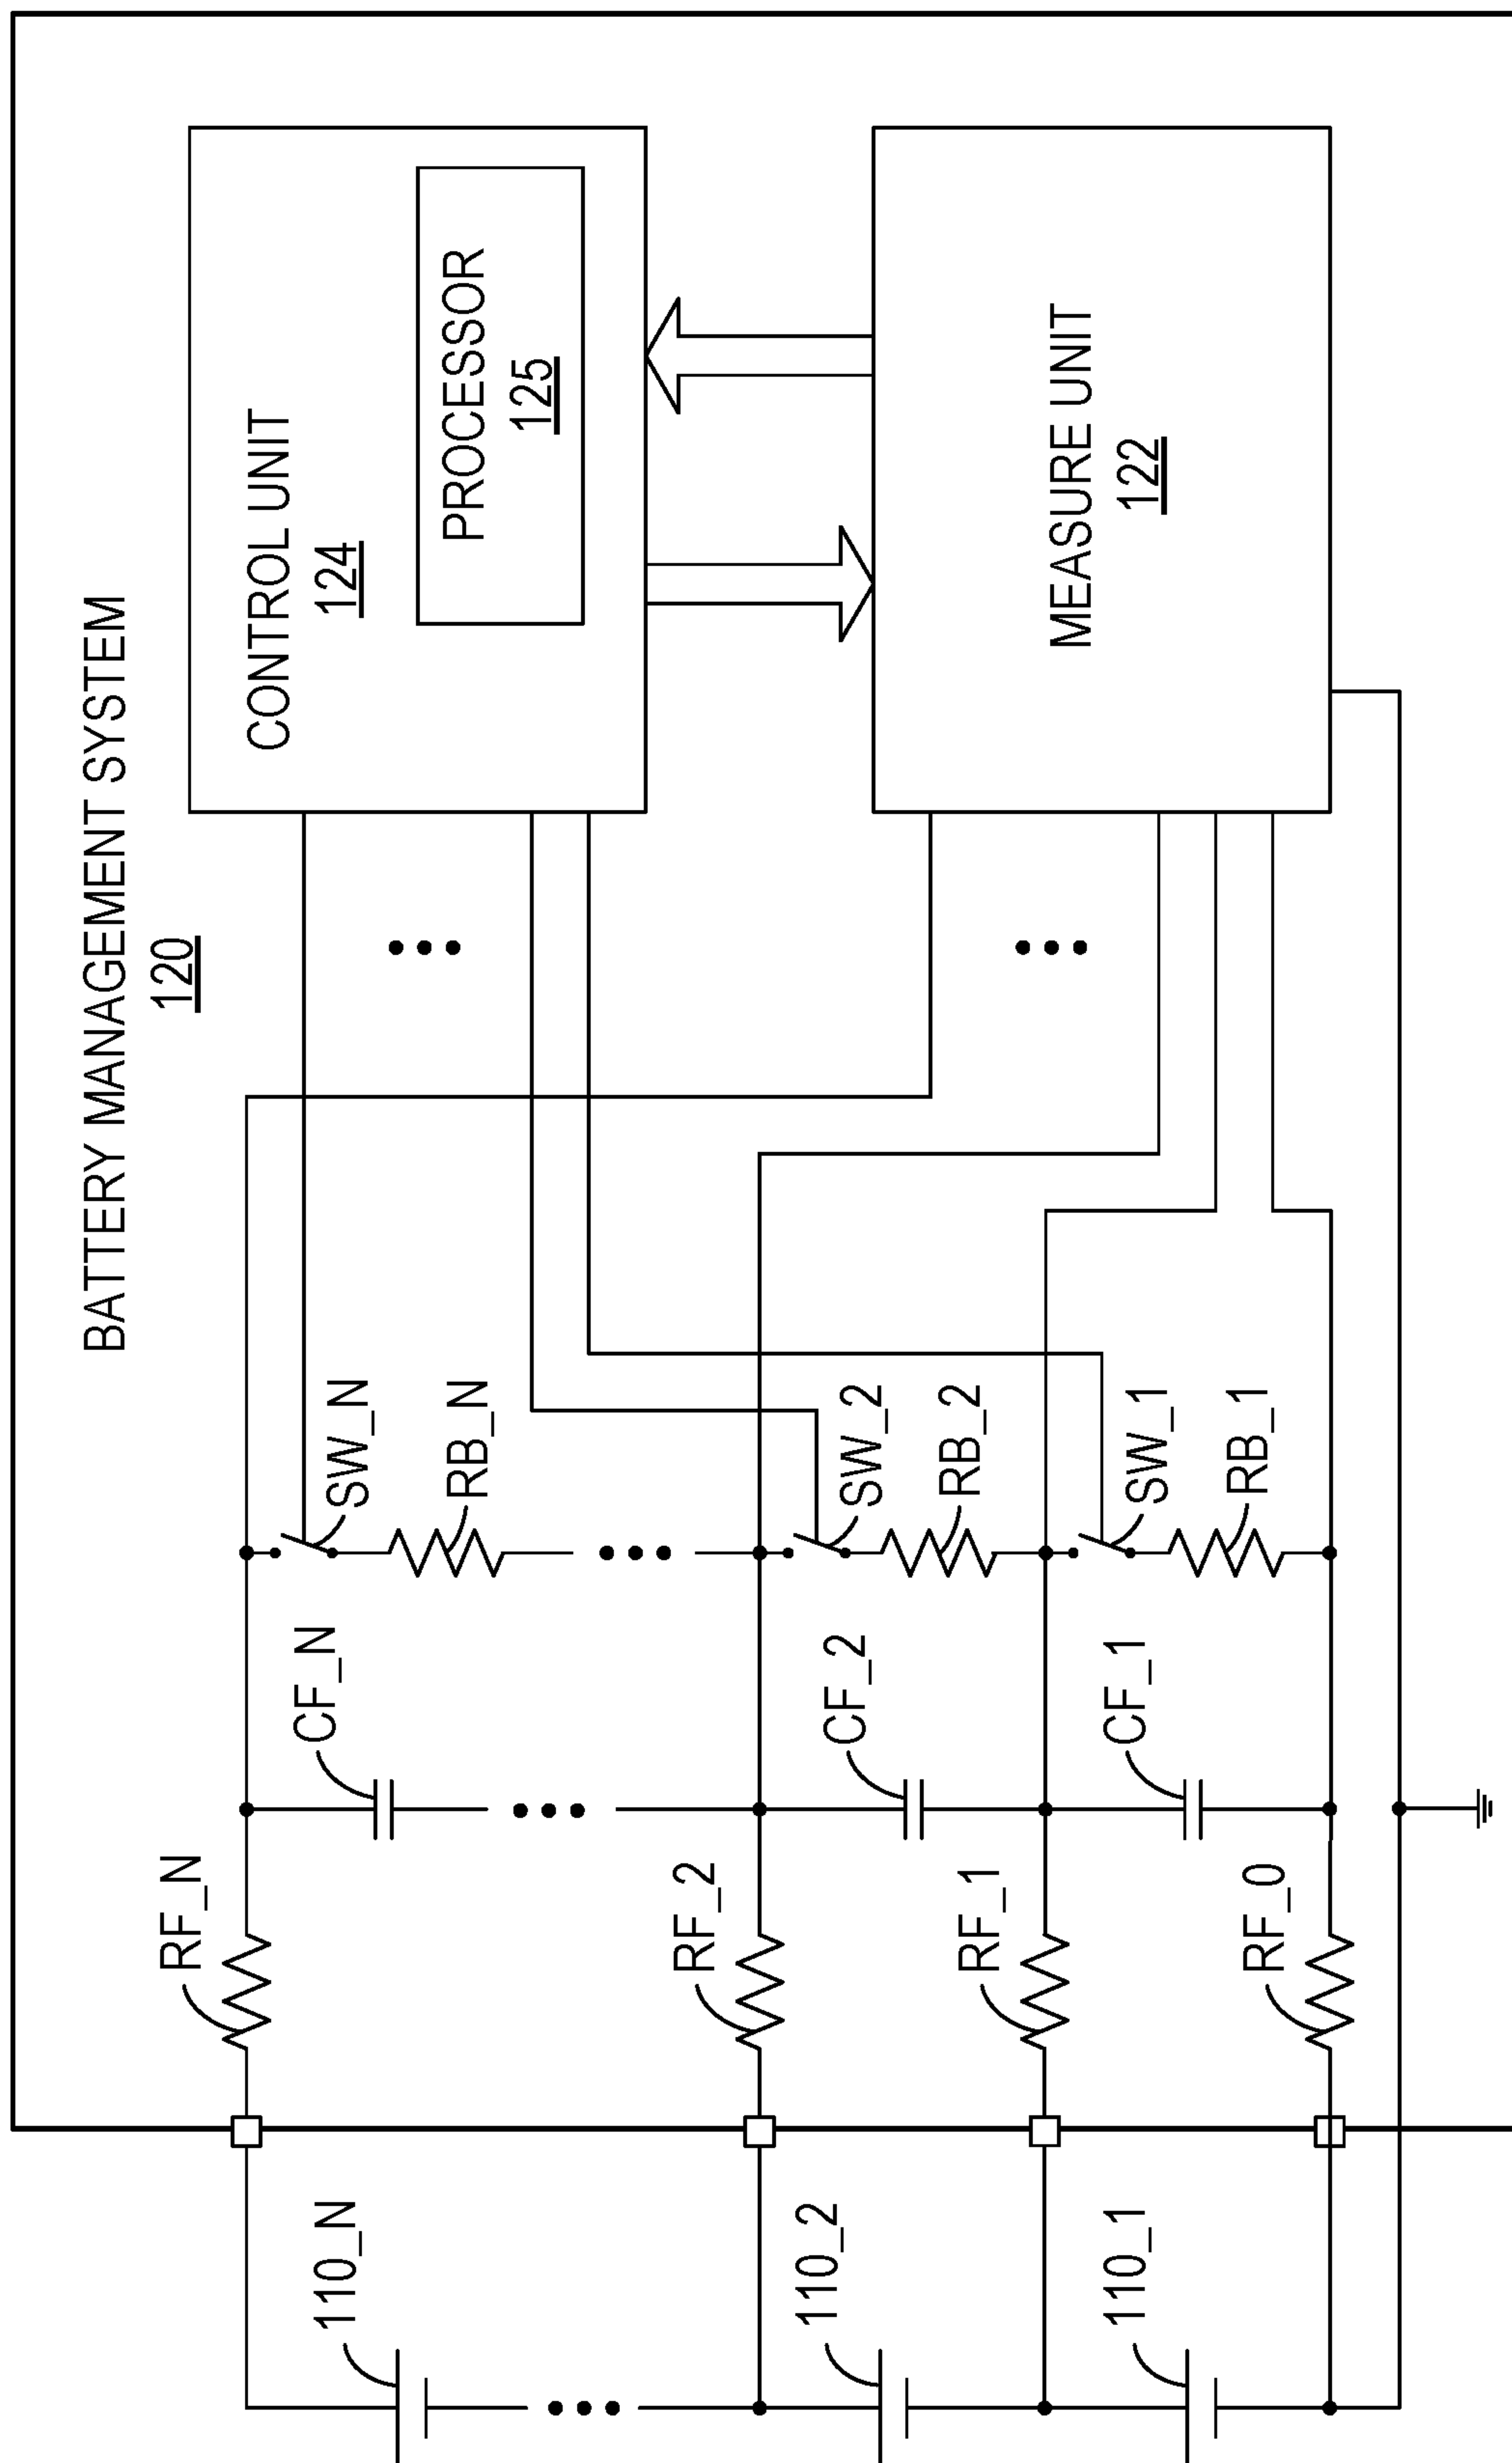 BATTERY MANAGEMENT SYSTEM
120
CONTROL UNIT
124
PROCESSOR
125
MEASURE UNIT
122
110_N
RF_N
CF_N
SW_N
RB_N
110_2
RF_2
CF_2
SW_2
RB_2
110_1
RF_1
CF_1
SW_1
RB_1
RF_0